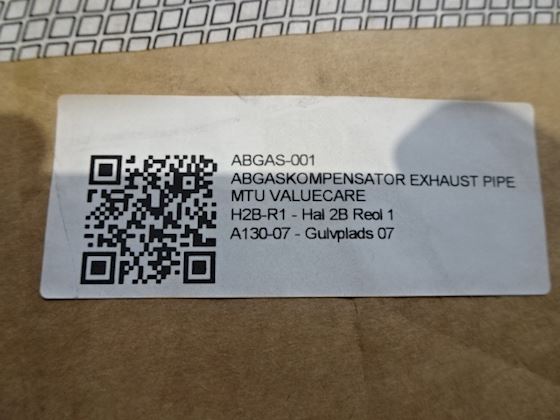 ABGAS-001
ABGASKOMPENSATOR EXHAUST PIPE
MTU VALUECARE
H2B-R1 - Hal 2B Reol 1
A130-07 - Gulvplads 07